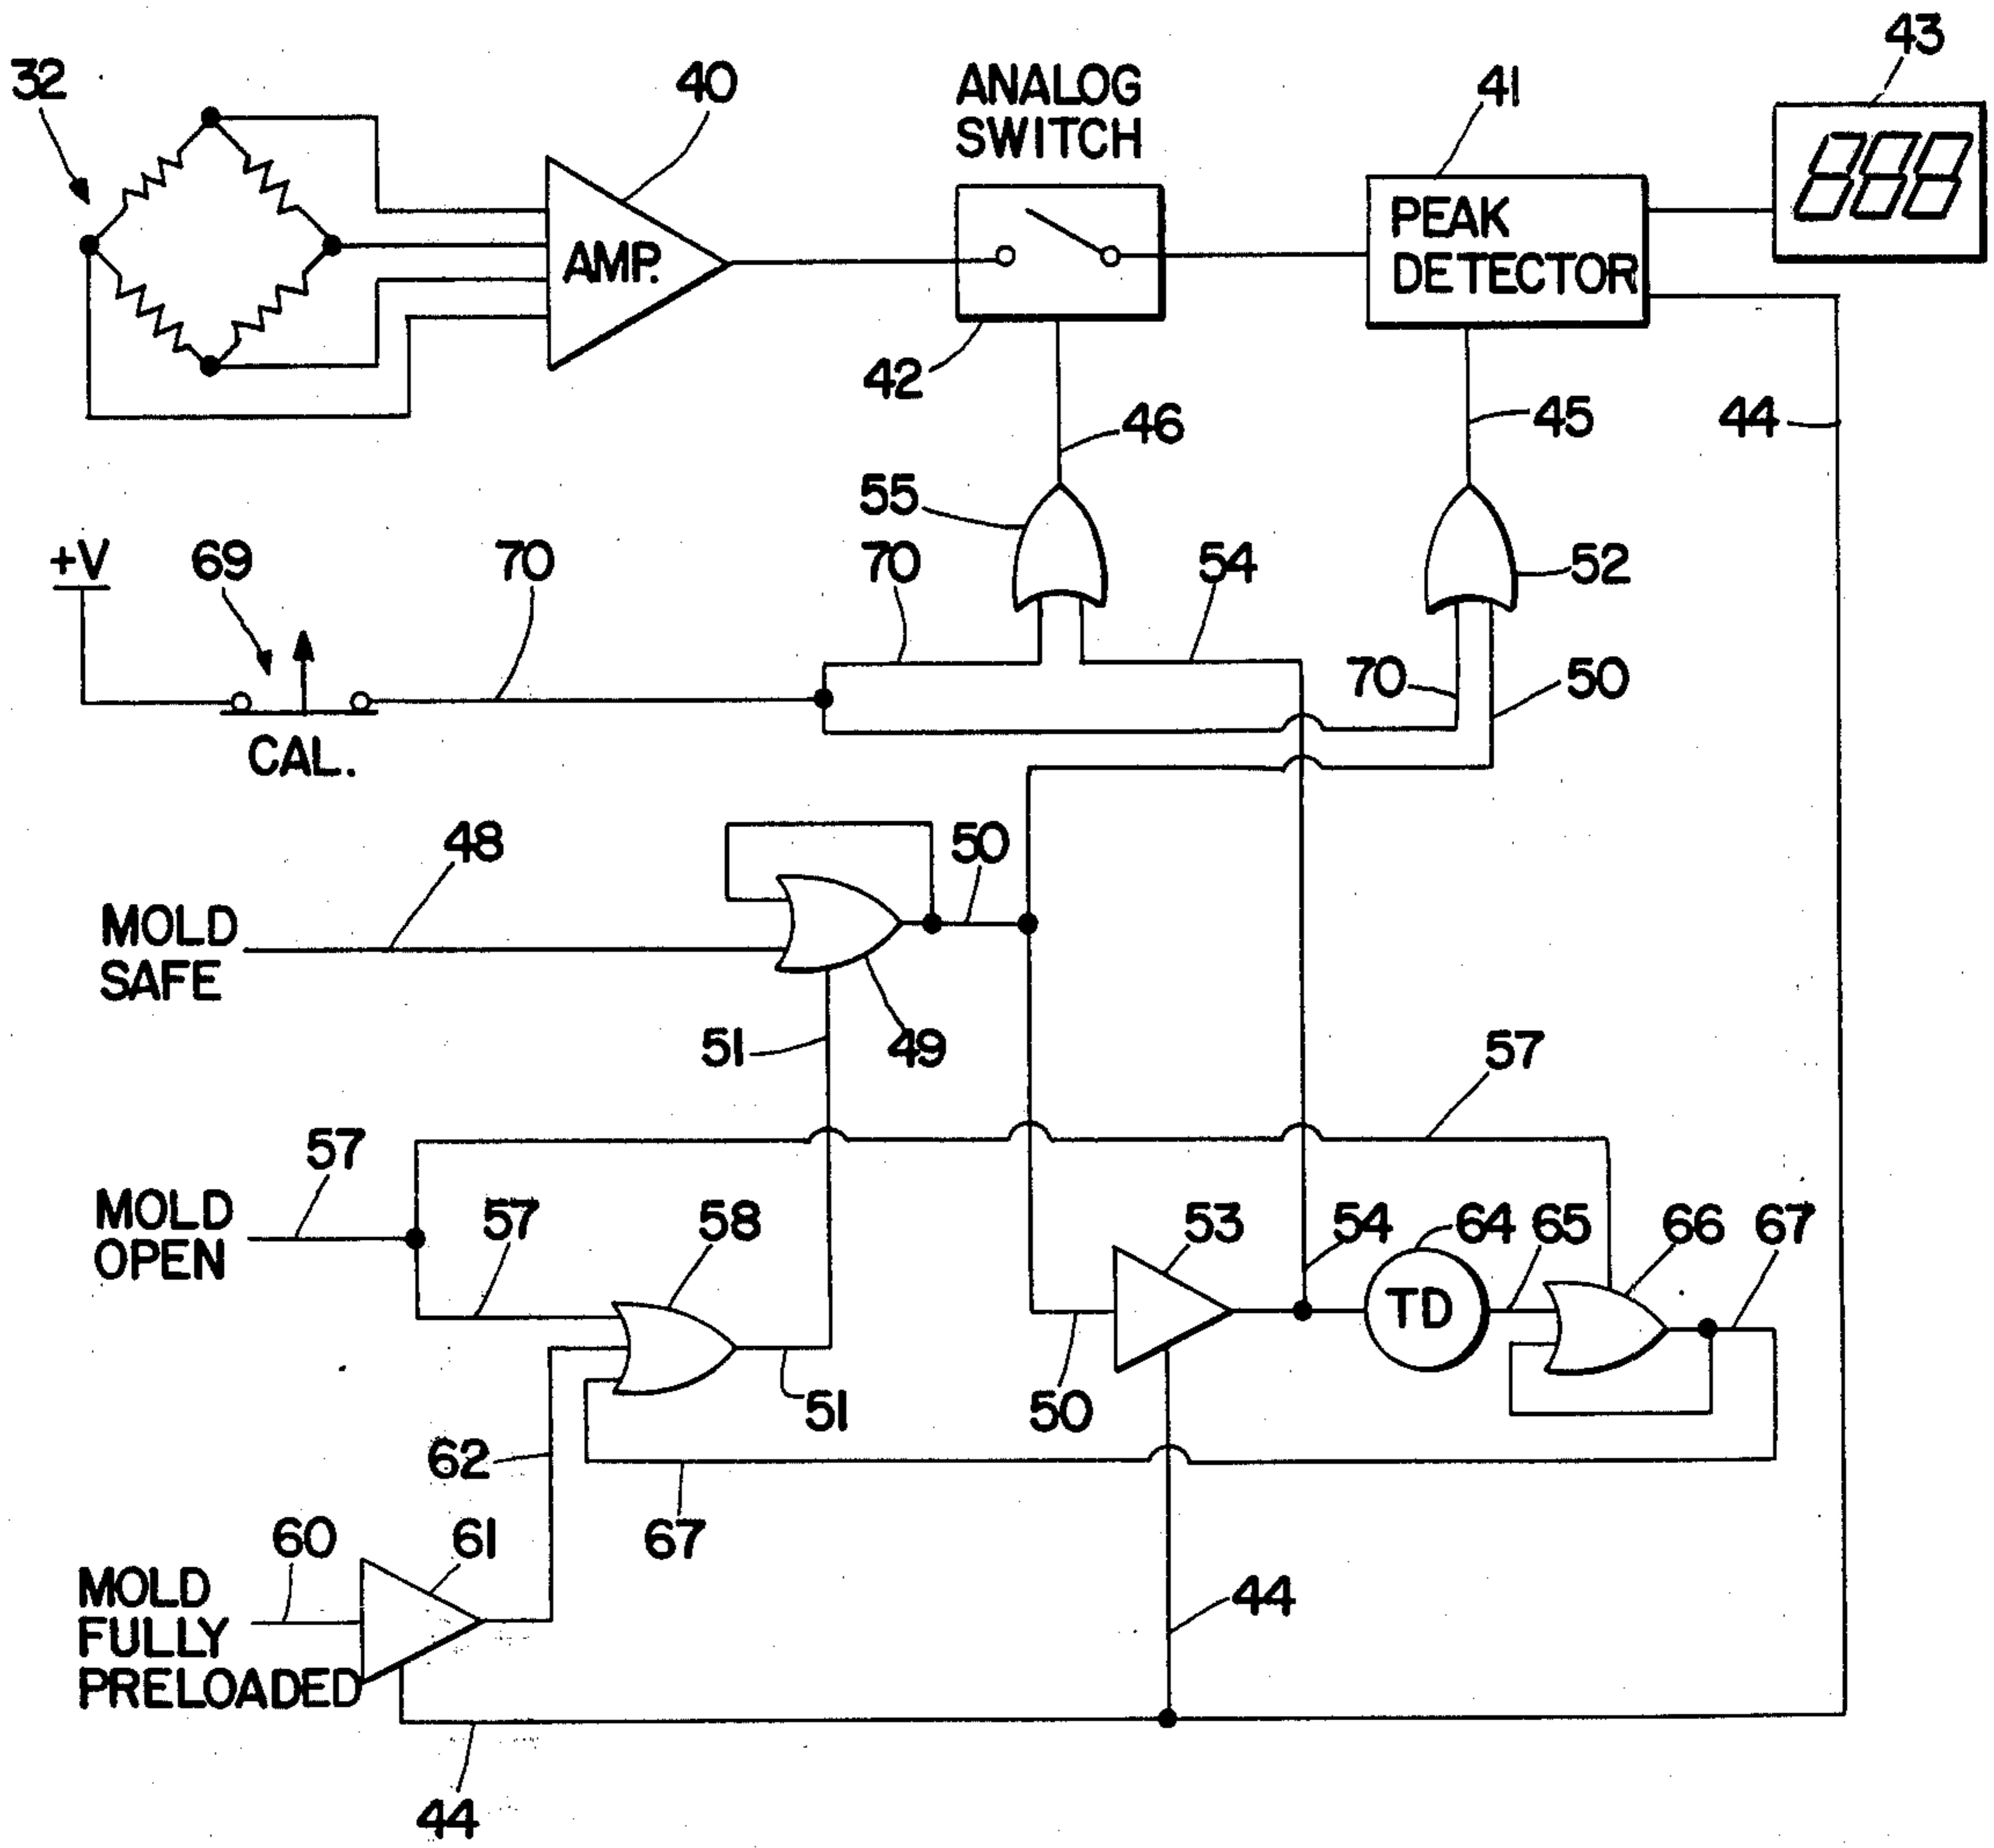 43
32
40
ANALOG
SWITCH
41
PEAK
DETECTOR
AMP.
42
46
45
44
55
+V
69
70
70
54
52
70
50
CAL.
48
50
MOLD
SAFE
51
49
57
57
MOLD
OPEN
57
58
53
54
64
65
66
67
TD
51
50
62
60
61
67
MOLD
FULLY
PRELOADED
44
44